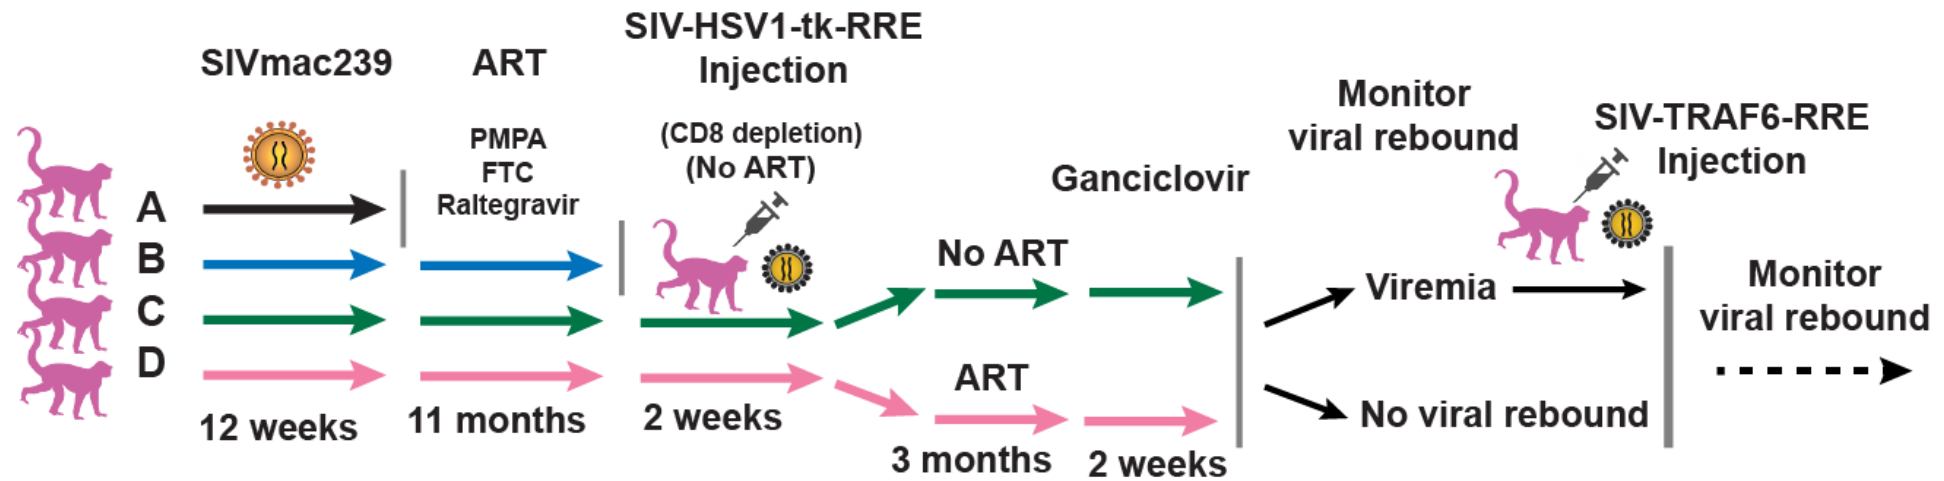 SIVmac239
ART
PMPA
FTC
Raltegravir
SIV-HSV1-tk-RRE
Injection
(CD8 depletion)
(No ART)
Ganciclovir
Monitor
viral rebound
SIV-TRAF6-RRE
Injection
A
B
C
D
No ART
ART
Viremia
No viral rebound
Monitor
viral rebound
12 weeks
11 months
2 weeks
3 months
2 weeks